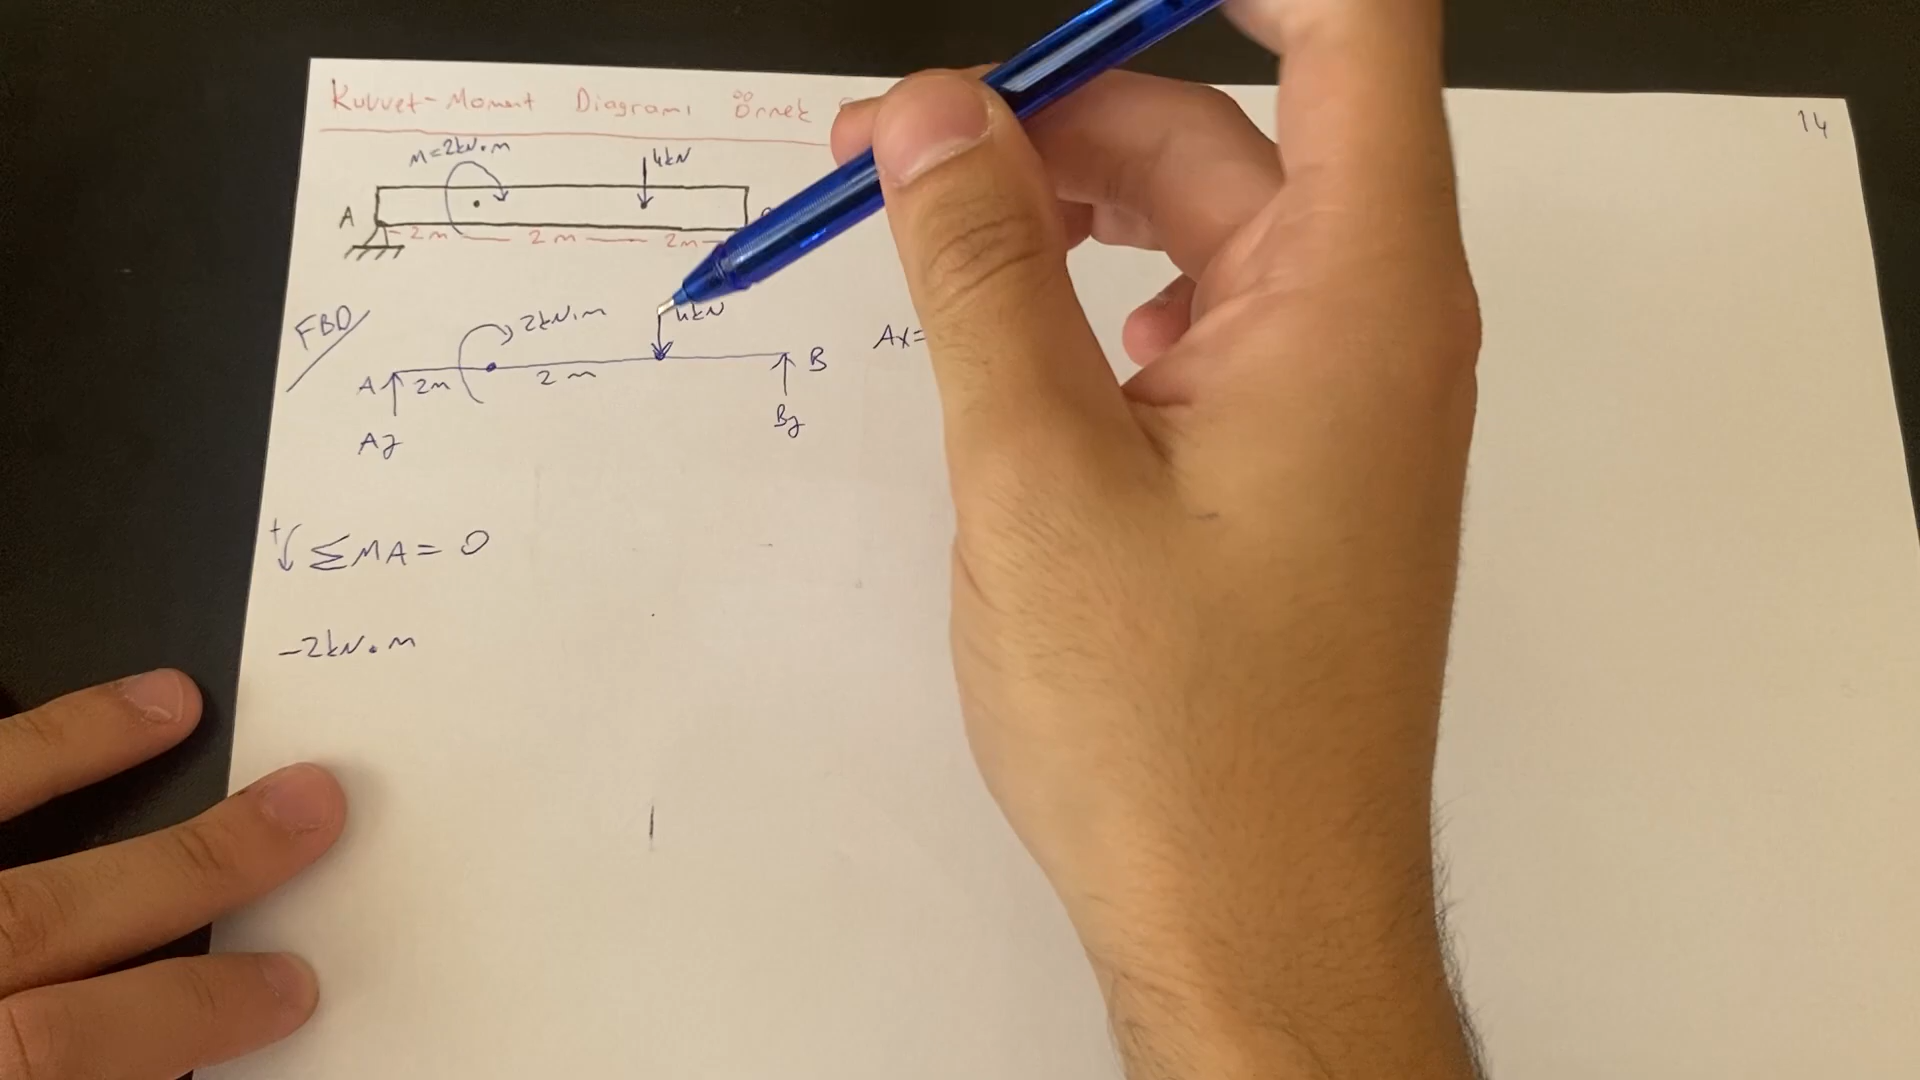 Kuvvet-Moment Diagramı Örnek
14
M=2kN.m
4kN
A
2m 2m 2m
FBD
2kN.m
4kN
Ax=
A 2m 2m B
Ay
By
+ ΣMA = 0
-2kN.m